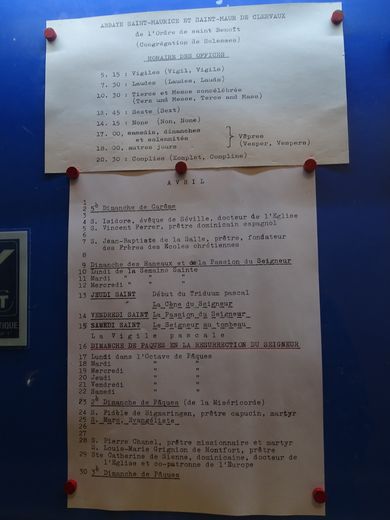 ABBAYE SAINT-MAURICE ET SAINT-MAUR DE CLERVAUX
de l'Ordre de saint Benoît
(Congrégation de Solesmes)
HORAIRE DES OFFICES
5. 15 : Vigiles (Vigil, Vigils)
7. 30 : Laudes (Laudes, Lauds)
10. 30 : Tierce et Messe concélébrée
(Terz und Messe, Terce and Mass)
13. 45 : Sexte (Sext)
14. 15 : None (Non, None)
17. 00, samedis, dimanches
et solennités
18. 00, autres jours
Vêpres
(Vesper, Vespers)
20. 30 : Complies (Komplet, Compline)
AVRIL
1
2 5è Dimanche de Carême
3
4 S. Isidore, évêque de Séville, docteur de l'Eglise
5 S. Vincent Ferrer, prêtre dominicain espagnol
6
7 S. Jean-Baptiste de la Salle, prêtre, fondateur
des Frères des Ecoles chrétiennes
8
9 Dimanche des Rameaux et de la Passion du Seigneur
10 Lundi de la Semaine Sainte
11 Mardi " " "
12 Mercredi " " "
13 JEUDI SAINT Début du Triduum pascal
" La Cène du Seigneur
14 VENDREDI SAINT La Passion du Seigneur
15 SAMEDI SAINT Le Seigneur au tombeau
La Vigile pascale
16 DIMANCHE DE PAQUES EN LA RESURRECTION DU SEIGNEUR
17 Lundi dans l'Octave de Pâques
18 Mardi " "
19 Mercredi " "
20 Jeudi " "
21 Vendredi " "
22 Samedi " "
23 2è Dimanche de Pâques (de la Miséricorde)
24 S. Fidèle de Sigmaringen, prêtre capucin, martyr
25 S. Marc, Evangéliste
26
27
28 S. Pierre Chanel, prêtre missionnaire et martyr
S. Louis-Marie Grignion de Montfort, prêtre
29 Ste Catherine de Sienne, dominicaine, docteur de
l'Eglise et co-patronne de l'Europe
30 3è Dimanche de Pâques